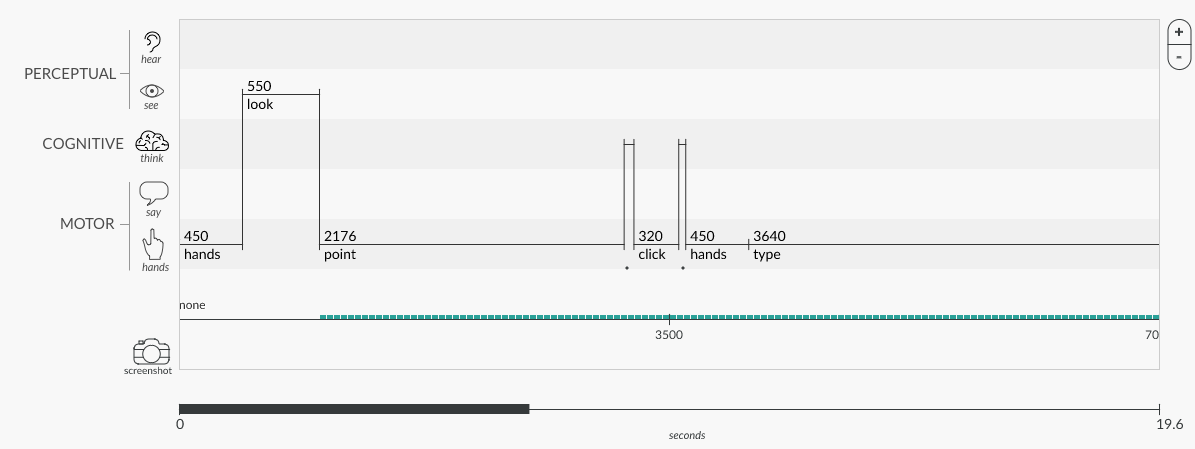 hear
PERCEPTUAL
see
COGNITIVE
think
say
MOTOR
hands
550
look
450
hands
2176
point
320
click
450
hands
3640
type
none
3500
70
screenshot
0
seconds
19.6
+
-